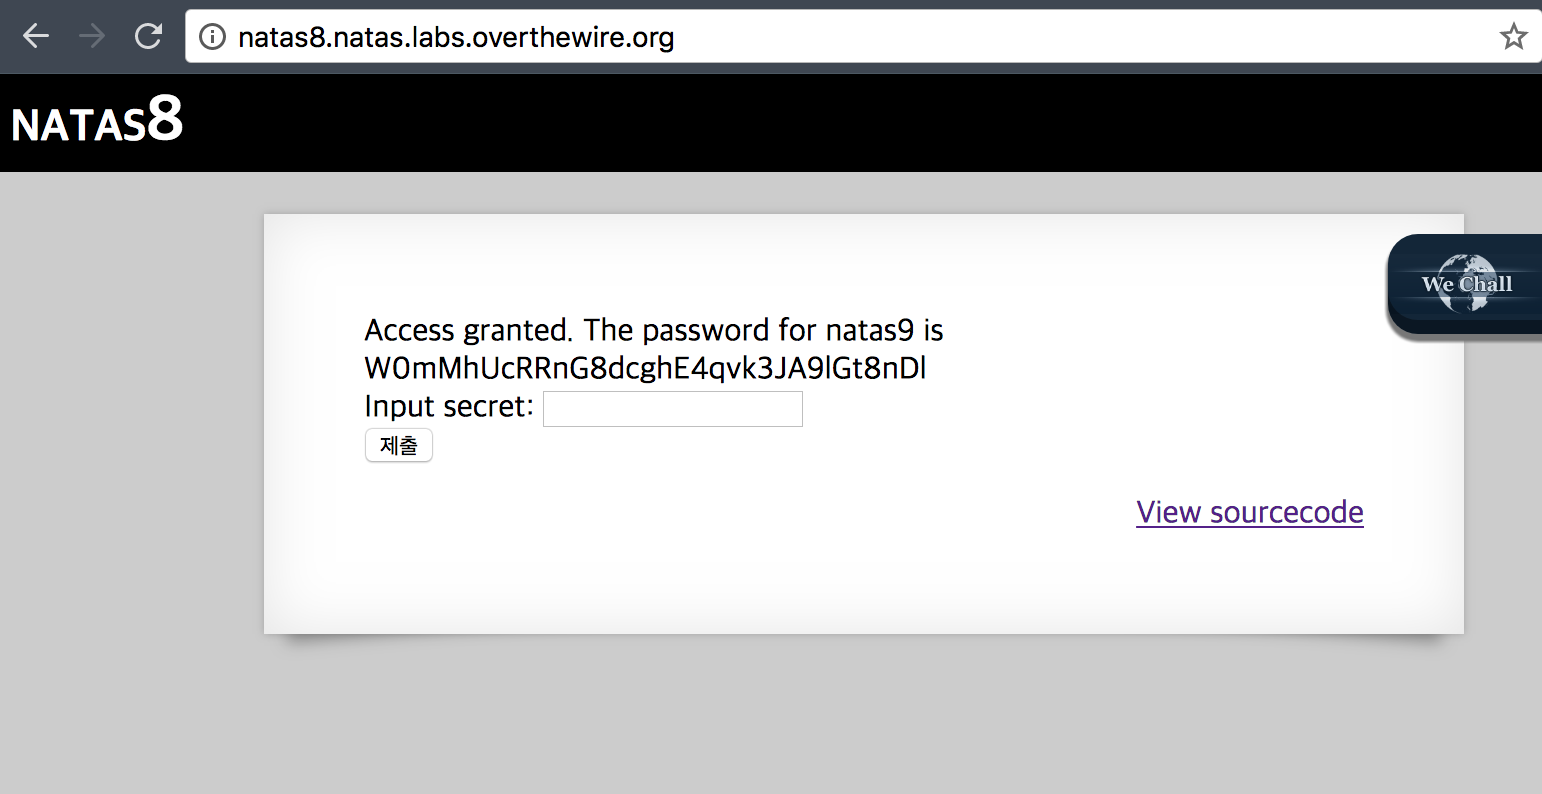 natas8.natas.labs.overthewire.org
NATAS8
We Chall
Access granted. The password for natas9 is
W0mMhUcRRnG8dcghE4qvk3JA9lGt8nDl
Input secret:
제출
View sourcecode